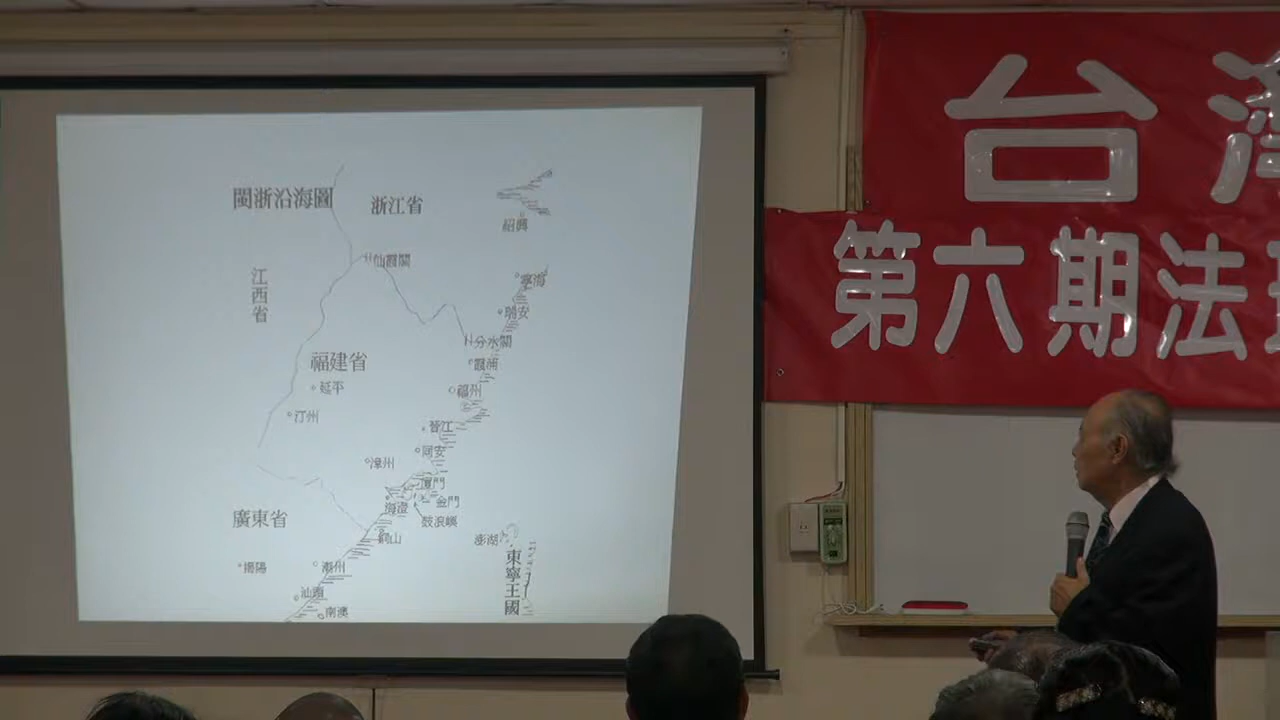 台
第六期法
閩浙沿海圖
浙江省
紹興
仙霞關
江西省
寧海
瑞安
分水關
霞浦
福建省
延平
福州
汀州
晉江
同安
漳州
廈門
金門
海澄
鼓浪嶼
廣東省
銅山
澎湖
東寧王國
揭陽
潮州
汕頭
南澳